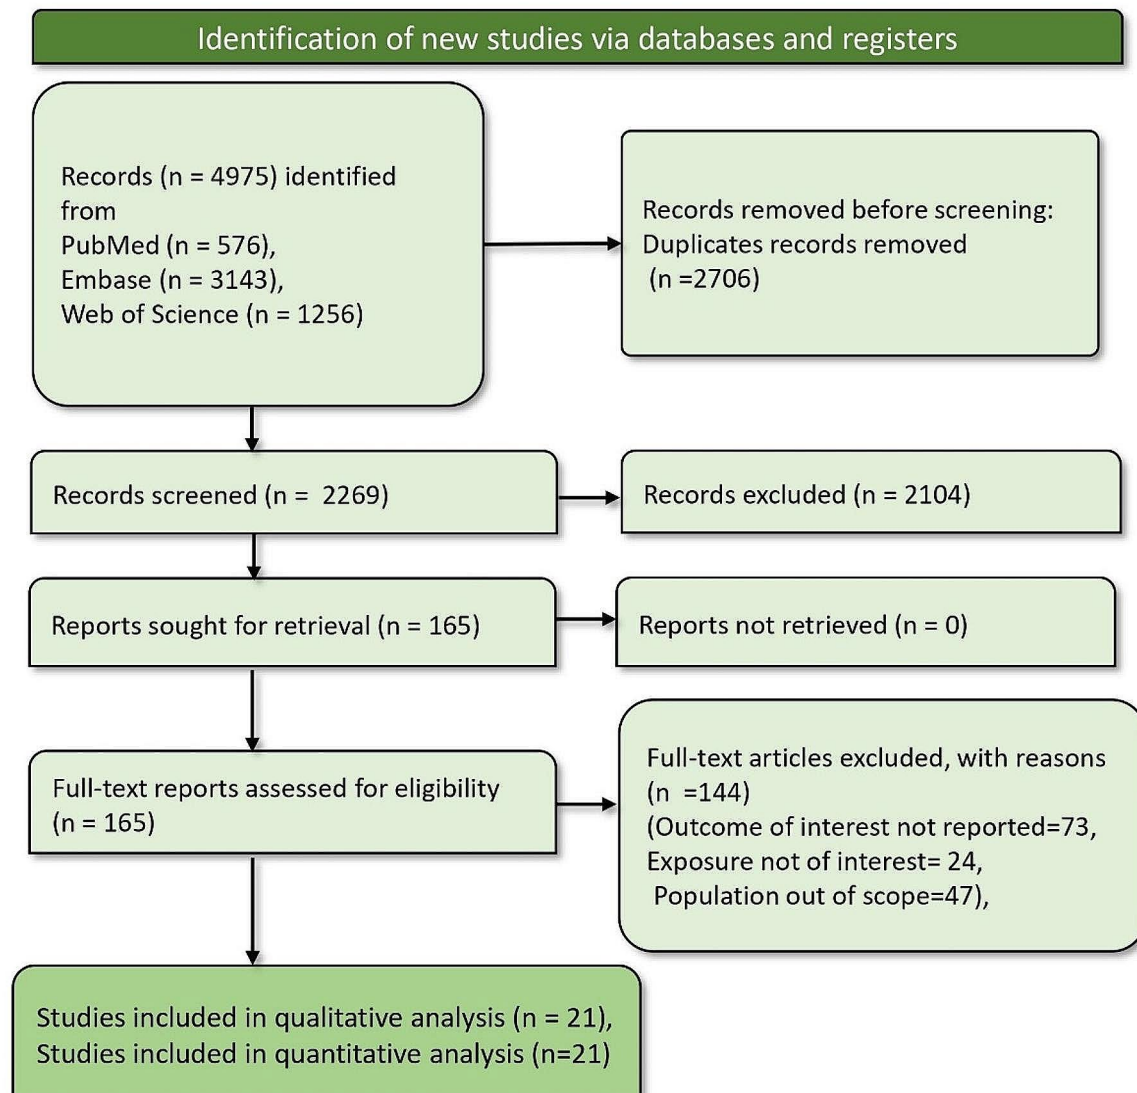 Identification of new studies via databases and registers
Records (n = 4975) identified
from
PubMed (n = 576),
Embase (n = 3143),
Web of Science (n = 1256)
Records removed before screening:
Duplicates records removed
(n =2706)
Records screened (n =  2269)
Records excluded (n = 2104)
Reports sought for retrieval (n = 165)
Reports not retrieved (n = 0)
Full-text reports assessed for eligibility
(n = 165)
Full-text articles excluded, with reasons
(n  =144)
(Outcome of interest not reported=73,
Exposure not of interest= 24,
Population out of scope=47),
Studies included in qualitative analysis (n = 21),
Studies included in quantitative analysis (n=21)